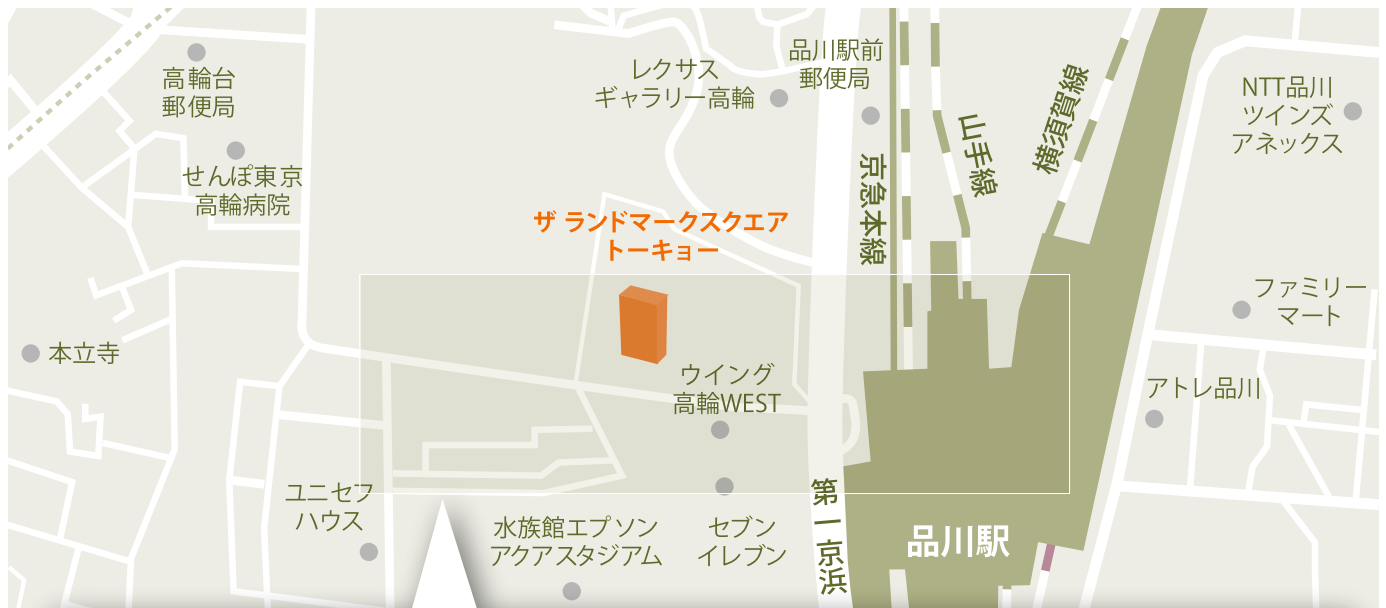 高輪台
郵便局
せんぽ東京
高輪病院
本立寺
レクサス
ギャラリー高輪
品川駅前
郵便局
京急本線
山手線
横須賀線
NTT品川
ツインズ
アネックス
ザ ランドマークスクエア
トーキョー
ファミリー
マート
ウイング
高輪WEST
アトレ品川
ユニセフ
ハウス
水族館エプソン
アクアスタジアム
セブン
イレブン
第一京浜
品川駅